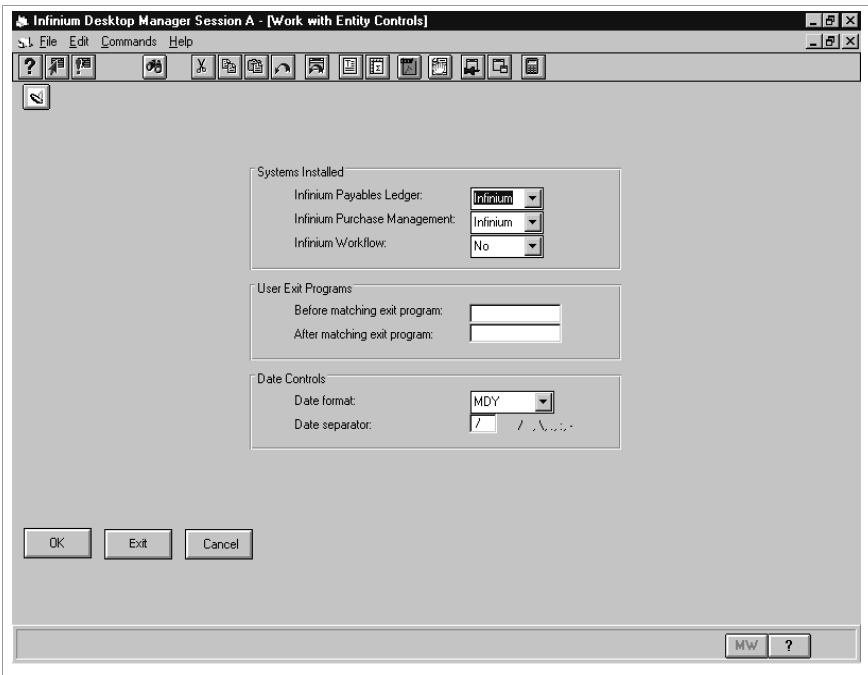 Infinium Desktop Manager Session A - [Work with Entity Controls]
File Edit Commands Help
Systems Installed
Infinium Payables Ledger: Infinium
Infinium Purchase Management: Infinium
Infinium Workflow: No
User Exit Programs
Before matching exit program:
After matching exit program:
Date Controls
Date format: MDY
Date separator: / / ,\,.,:,-
OK Exit Cancel
MW ?